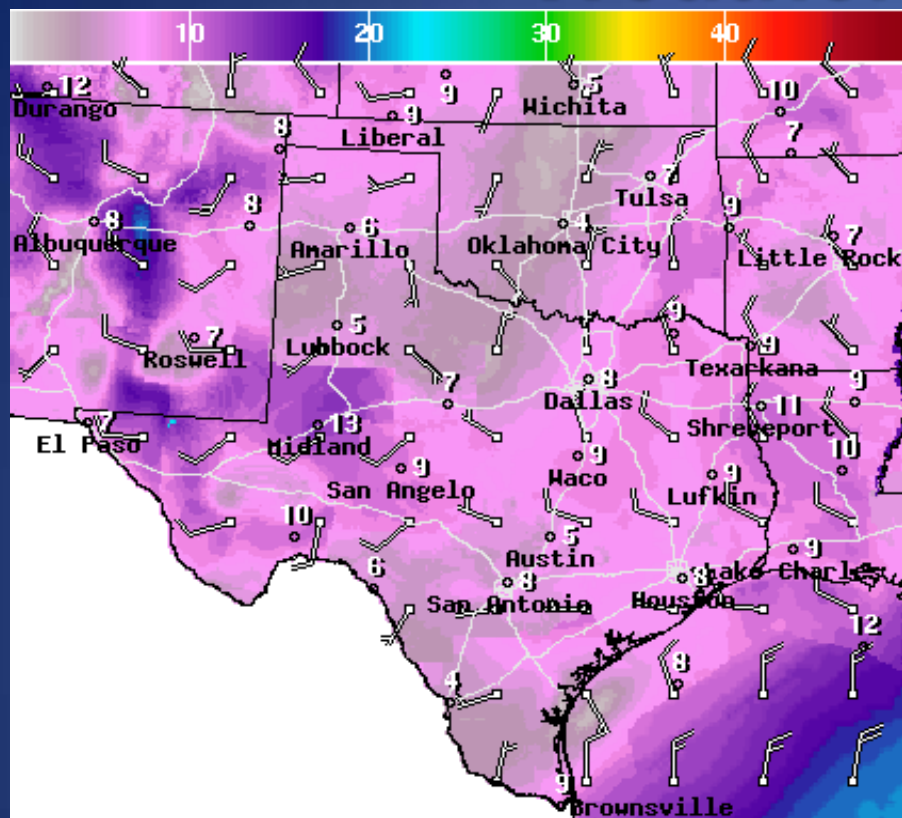 10 20 30 40
12 5 10
Durango 9 Wichita
8 9 7
Liberal
7
Tulsa
8 8 6 4 9 7
Albuquerque Amarillo Oklahoma City Little Rock
7 5 9
Roswell Lubbock 9
Texarkana
8
7 Dallas 11 9
7 13 Shreveport
El Paso Midland 10
9 9 9
San Angelo Waco Lufkin
10 5 9
Austin
6 8 8 Lake Charles
San Antonio Houston
12
8
4
9
Brownsville